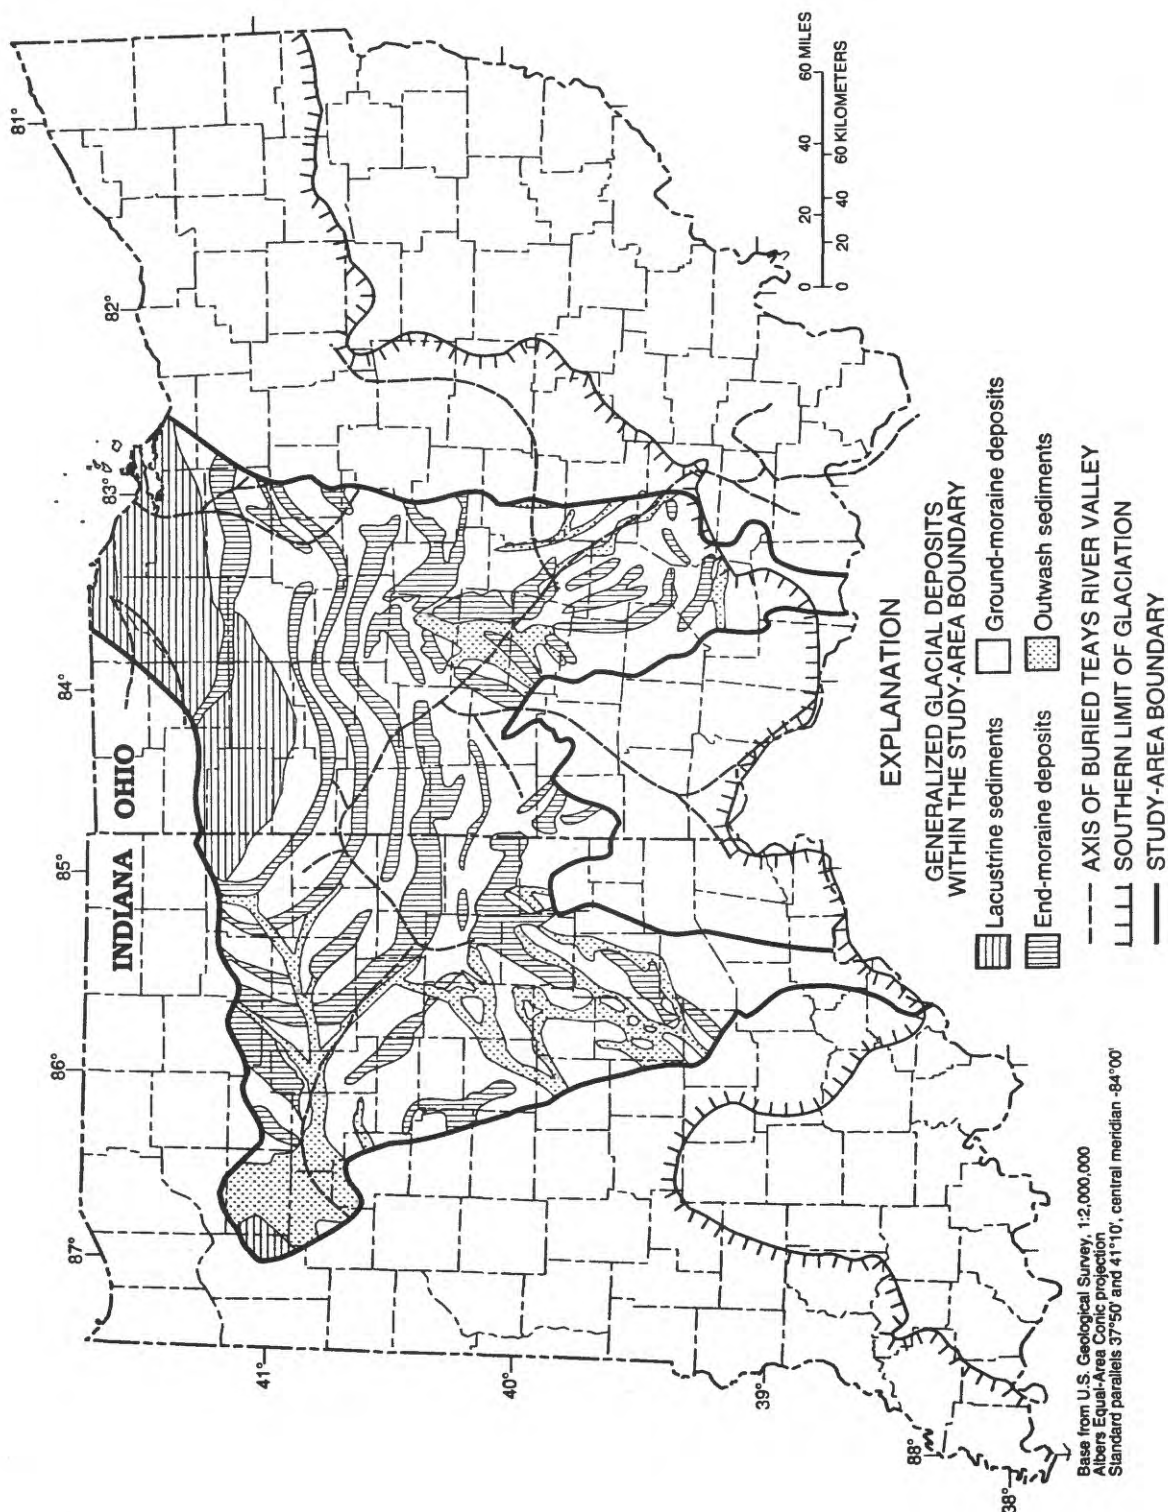 81°
82°
83°
84°
85°
86°
87°
88°
41°
40°
39°
38°
INDIANA
OHIO
0 20 40 60 MILES
0 20 40 60 KILOMETERS
EXPLANATION
GENERALIZED GLACIAL DEPOSITS
WITHIN THE STUDY-AREA BOUNDARY
Lacustrine sediments
Ground-moraine deposits
End-moraine deposits
Outwash sediments
AXIS OF BURIED TEAYS RIVER VALLEY
SOUTHERN LIMIT OF GLACIATION
STUDY-AREA BOUNDARY
Base from U.S. Geological Survey, 1:2,000,000
Albers Equal-Area Conic projection
Standard parallels 37°50' and 41°10', central meridian -84°00'